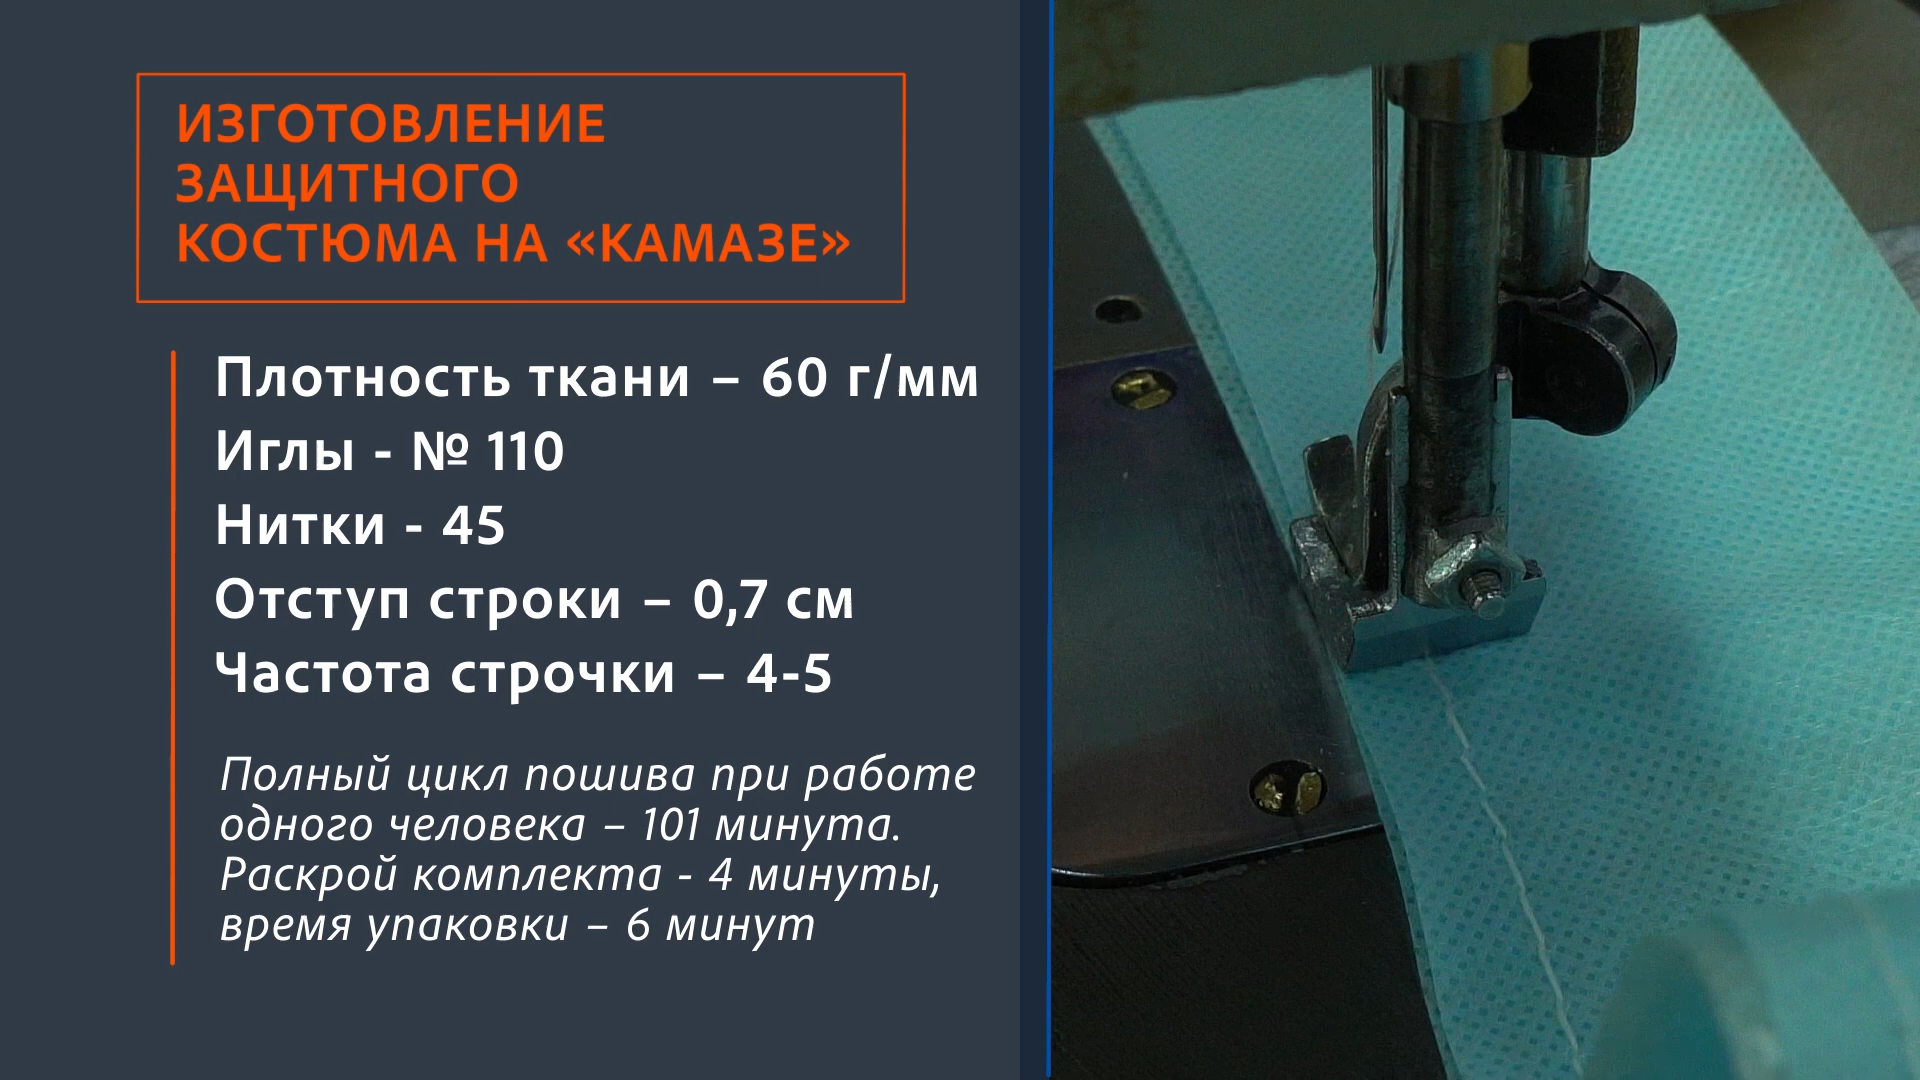 ИЗГОТОВЛЕНИЕ
ЗАЩИТНОГО
КОСТЮМА НА «КАМАЗЕ»
Плотность ткани – 60 г/мм
Иглы - № 110
Нитки - 45
Отступ строки – 0,7 см
Частота строчки – 4-5
Полный цикл пошива при работе
одного человека – 101 минута.
Раскрой комплекта - 4 минуты,
время упаковки – 6 минут